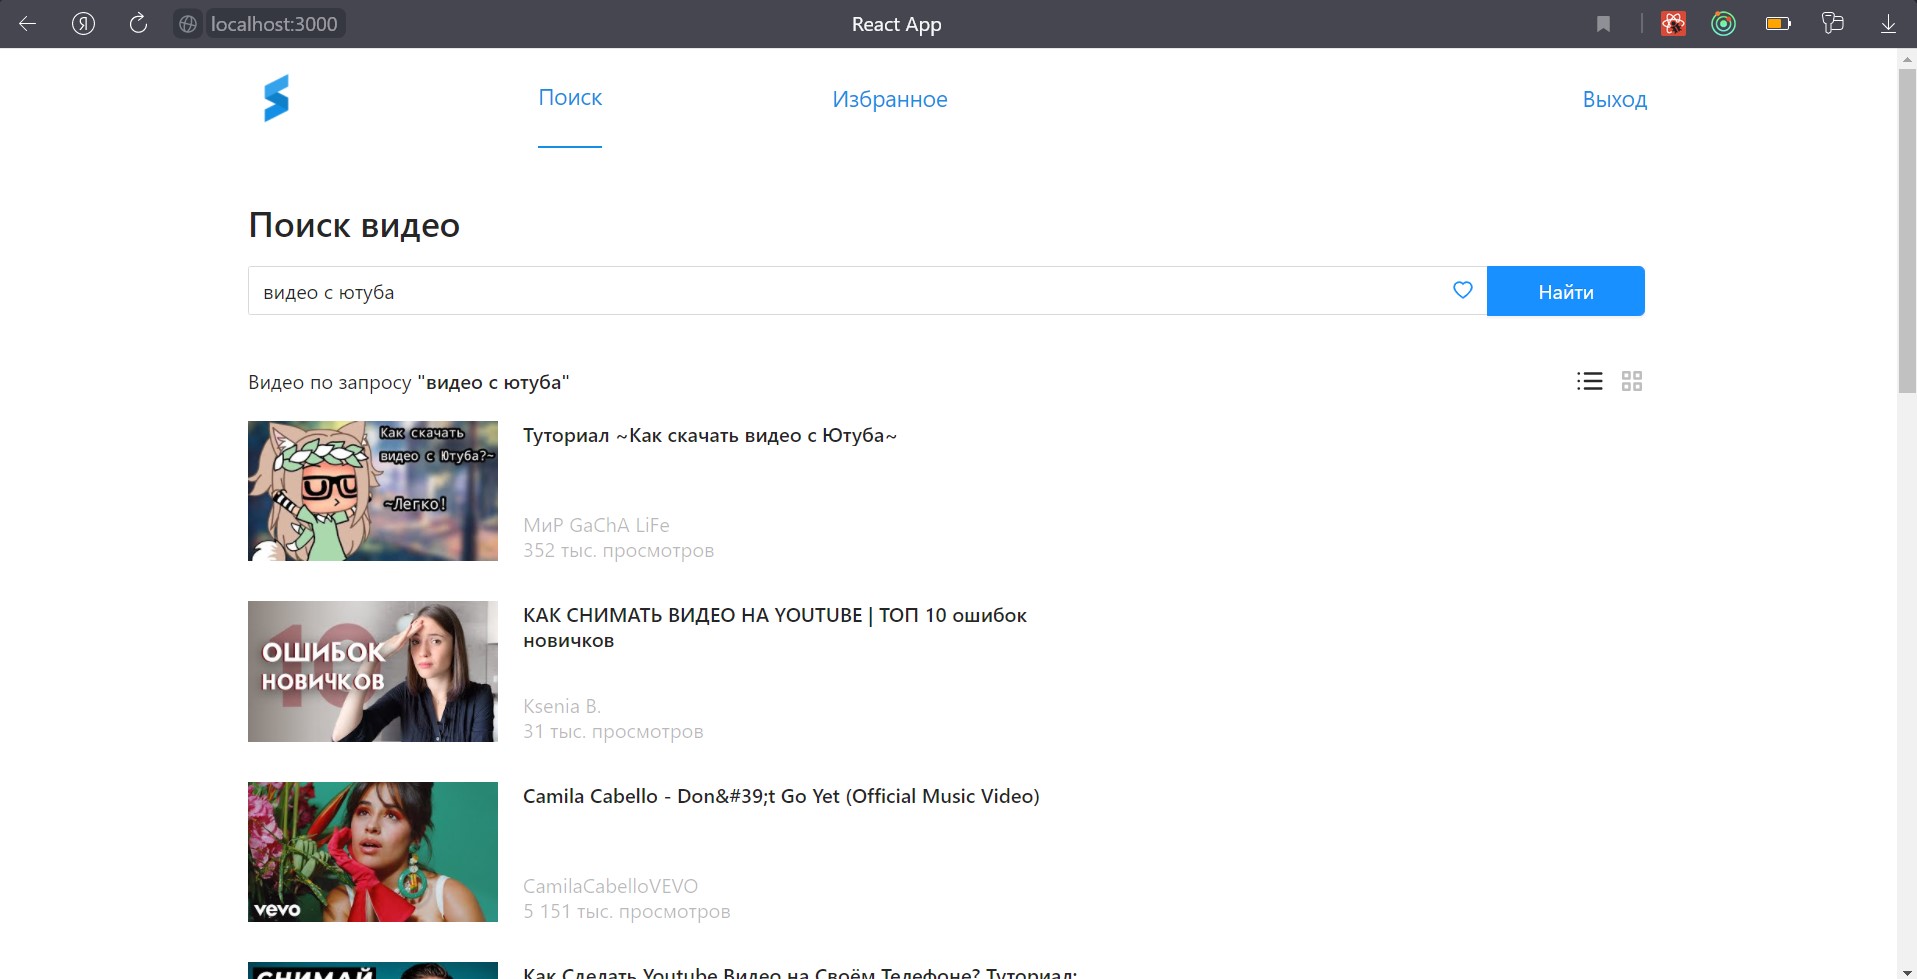 localhost:3000
React App
Поиск
Избранное
Выход
Поиск видео
видео с ютуба
Найти
Видео по запросу "видео с ютуба"
Как скачать
видео с Ютуба?~
~Легко!
Туториал ~Как скачать видео с Ютуба~
МиР GaChA LiFe
352 тыс. просмотров
10
ОШИБОК
НОВИЧКОВ
КАК СНИМАТЬ ВИДЕО НА YOUTUBE | ТОП 10 ошибок
новичков
Ksenia B.
31 тыс. просмотров
vevo
Camila Cabello - Don&#39;t Go Yet (Official Music Video)
CamilaCabelloVEVO
5 151 тыс. просмотров
СНИМАЙ
Как Сделать Youtube Видео на Своём Телефоне? Туториал: